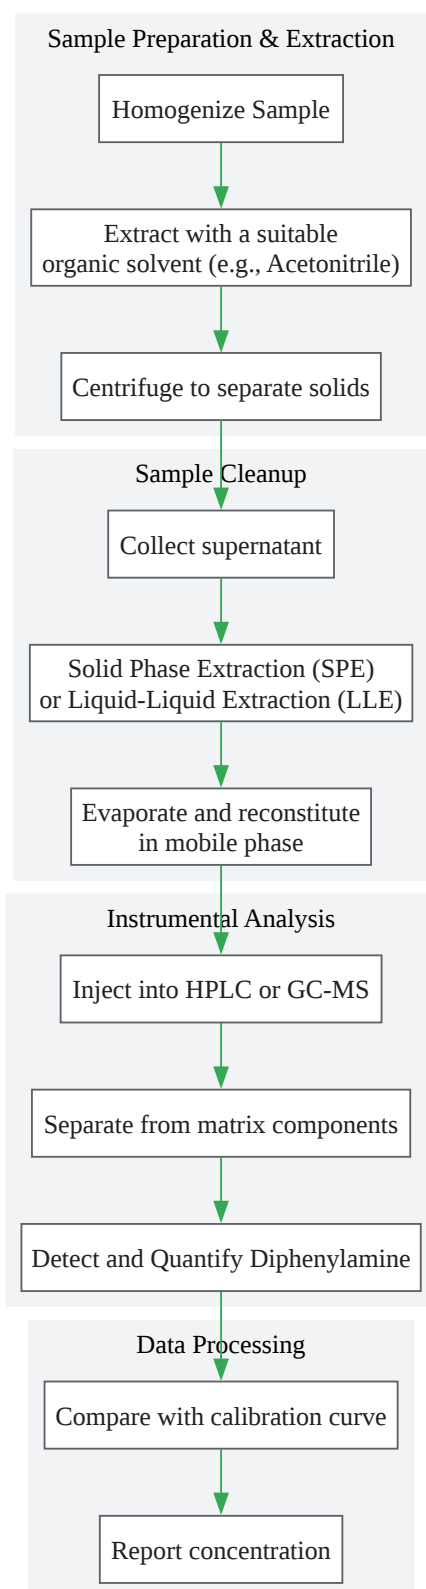 Sample Preparation & Extraction
Homogenize Sample
Extract with a suitable
organic solvent (e.g., Acetonitrile)
Centrifuge to separate solids
Sample Cleanup
Collect supernatant
Solid Phase Extraction (SPE)
or Liquid-Liquid Extraction (LLE)
Evaporate and reconstitute
in mobile phase
Instrumental Analysis
Inject into HPLC or GC-MS
Separate from matrix components
Detect and Quantify Diphenylamine
Data Processing
Compare with calibration curve
Report concentration